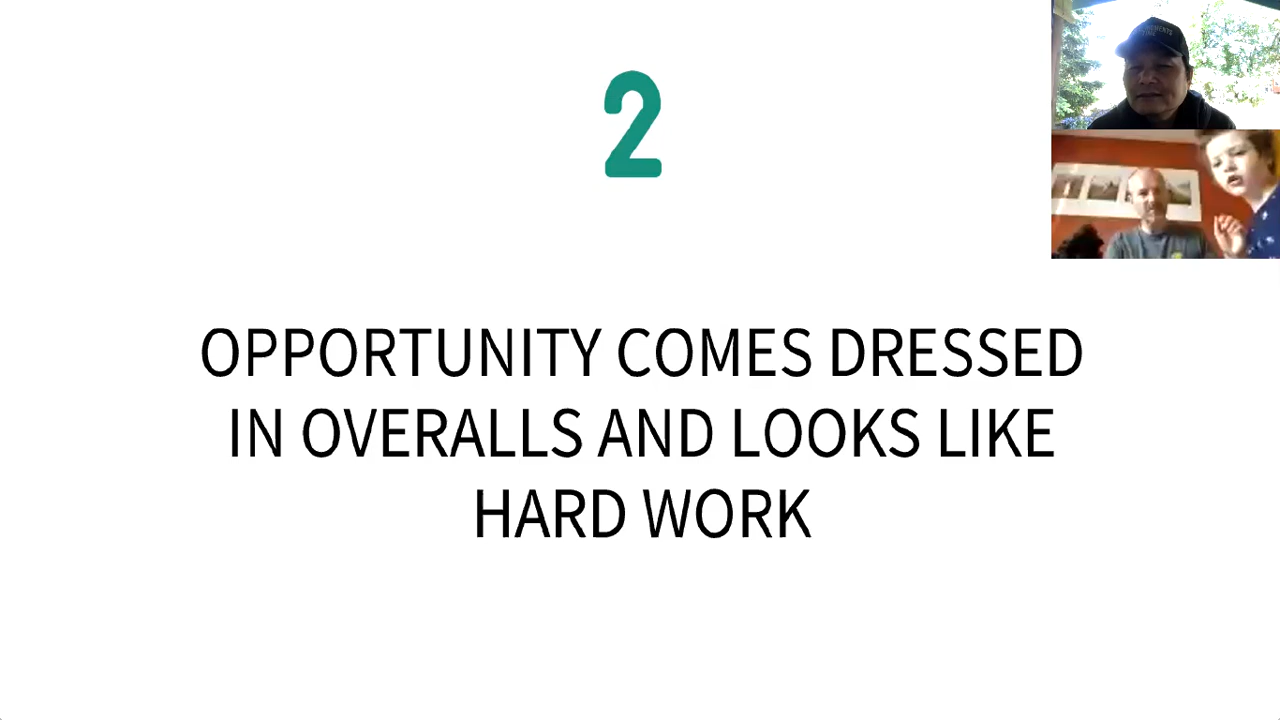 2
OPPORTUNITY COMES DRESSED
IN OVERALLS AND LOOKS LIKE
HARD WORK